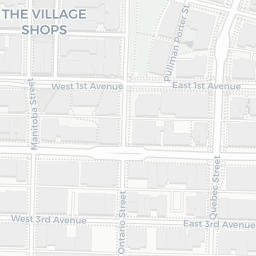 THE VILLAGE
SHOPS
Pullman Porter St.
West 1st Avenue
East 1st Avenue
Manitoba Street
Ontario Street
Quebec Street
West 3rd Avenue
East 3rd Avenue